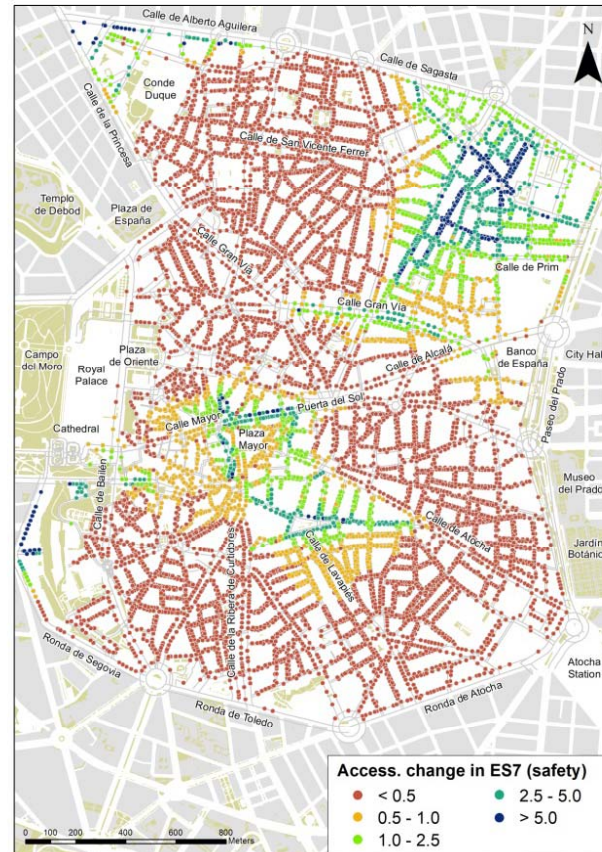 Calle de Alberto Aguilera
Calle de Sagasta
N
Conde
Duque
Calle de la Princesa
Calle de San Vicente Ferrer
Templo
de Debod
Plaza de
España
Calle Gran Vía
Calle de Prim
Calle Gran Vía
Campo
del Moro
Royal
Palace
Plaza
de Oriente
Calle de Alcalá
Banco
de España
City Hall
Paseo del Prado
Cathedral
Calle Mayor
Puerta del Sol
Plaza
Mayor
Calle de Bailén
Museo
del Prado
Calle de Atocha
Jardín
Botánic
Calle de Lavapiés
Calle de la Ribera de Curtidores
Ronda de Segovia
Atocha
Station
Ronda de Toledo
Ronda de Atocha
Access. change in ES7 (safety)
< 0.5
2.5 - 5.0
0.5 - 1.0
> 5.0
1.0 - 2.5
0 100 200 400 600 800
Meters